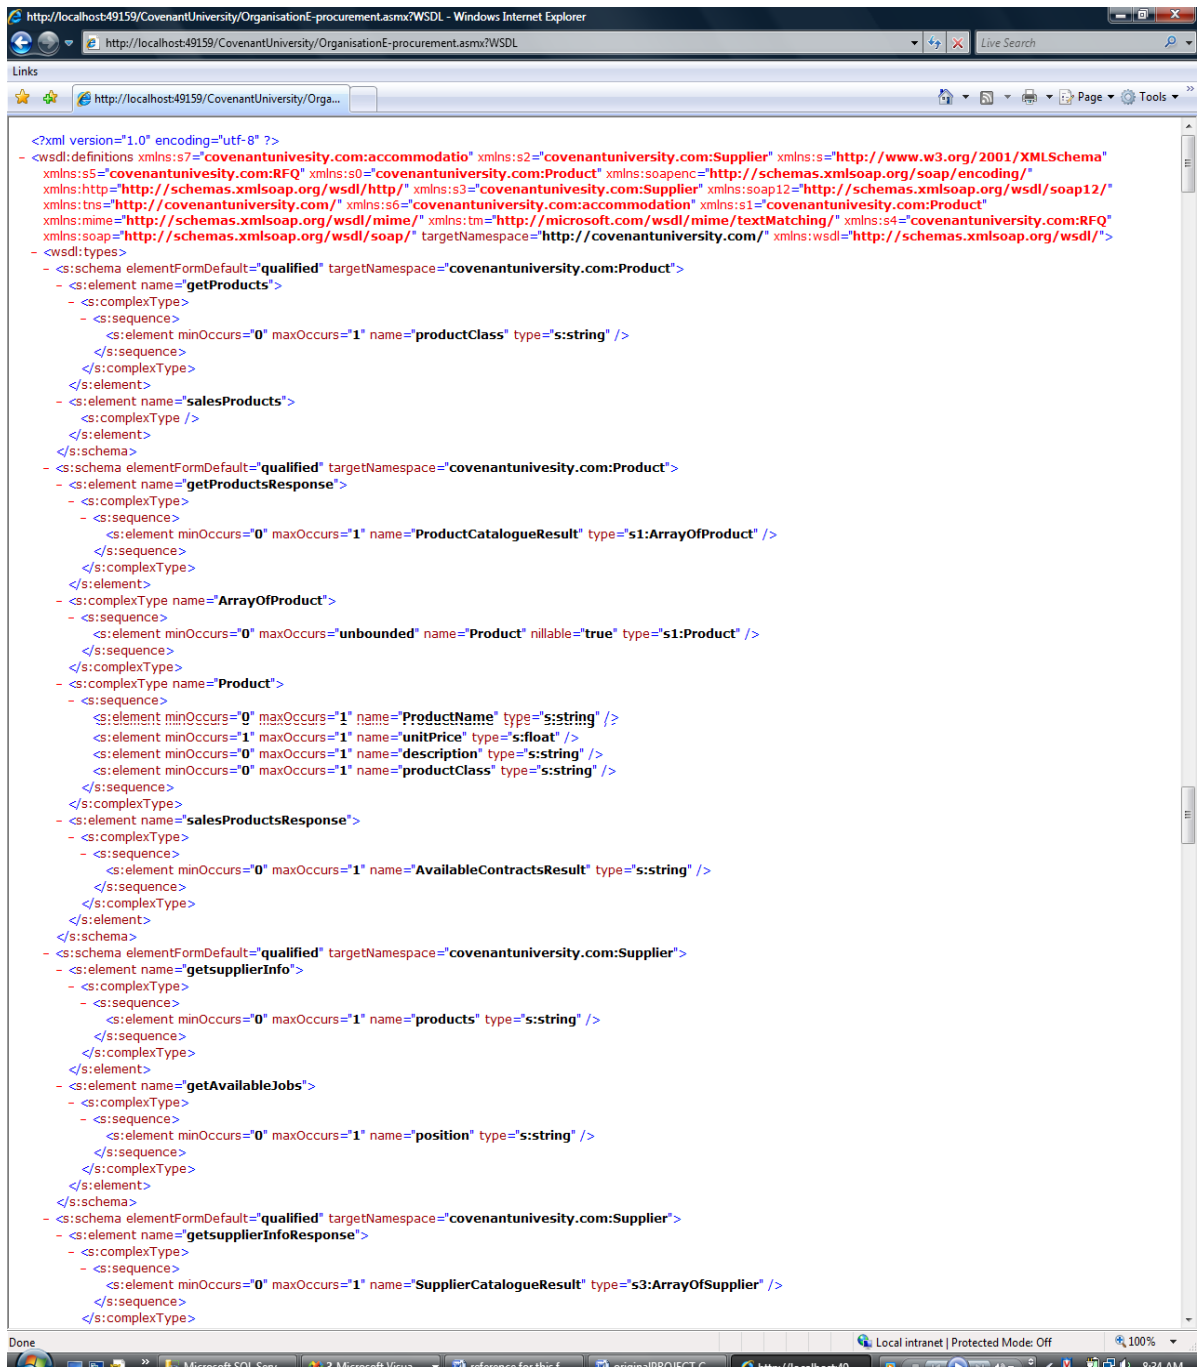 http://localhost:49159/CovenantUniversity/OrganisationE-procurement.asmx?WSDL - Windows Internet Explorer
http://localhost:49159/CovenantUniversity/OrganisationE-procurement.asmx?WSDL
Live Search
Links
http://localhost:49159/CovenantUniversity/Orga...
Page
Tools
<?xml version="1.0" encoding="utf-8" ?>
- <wsdl:definitions xmlns:s7="covenantunivesity.com:accommodatio" xmlns:s2="covenantuniversity.com:Supplier" xmlns:s="http://www.w3.org/2001/XMLSchema"
xmlns:s5="covenantunivesity.com:RFQ" xmlns:s0="covenantuniversity.com:Product" xmlns:soapenc="http://schemas.xmlsoap.org/soap/encoding/"
xmlns:http="http://schemas.xmlsoap.org/wsdl/http/" xmlns:s3="covenantunivesity.com:Supplier" xmlns:soap12="http://schemas.xmlsoap.org/wsdl/soap12/"
xmlns:tns="http://covenantuniversity.com/" xmlns:s6="covenantuniversity.com:accommodation" xmlns:s1="covenantunivesity.com:Product"
xmlns:mime="http://schemas.xmlsoap.org/wsdl/mime/" xmlns:tm="http://microsoft.com/wsdl/mime/textMatching/" xmlns:s4="covenantuniversity.com:RFQ"
xmlns:soap="http://schemas.xmlsoap.org/wsdl/soap/" targetNamespace="http://covenantuniversity.com/" xmlns:wsdl="http://schemas.xmlsoap.org/wsdl/">
- <wsdl:types>
- <s:schema elementFormDefault="qualified" targetNamespace="covenantuniversity.com:Product">
- <s:element name="getProducts">
- <s:complexType>
- <s:sequence>
<s:element minOccurs="0" maxOccurs="1" name="productClass" type="s:string" />
</s:sequence>
</s:complexType>
</s:element>
- <s:element name="salesProducts">
<s:complexType />
</s:element>
</s:schema>
- <s:schema elementFormDefault="qualified" targetNamespace="covenantunivesity.com:Product">
- <s:element name="getProductsResponse">
- <s:complexType>
- <s:sequence>
<s:element minOccurs="0" maxOccurs="1" name="ProductCatalogueResult" type="s1:ArrayOfProduct" />
</s:sequence>
</s:complexType>
</s:element>
- <s:complexType name="ArrayOfProduct">
- <s:sequence>
<s:element minOccurs="0" maxOccurs="unbounded" name="Product" nillable="true" type="s1:Product" />
</s:sequence>
</s:complexType>
- <s:complexType name="Product">
- <s:sequence>
<s:element minOccurs="0" maxOccurs="1" name="ProductName" type="s:string" />
<s:element minOccurs="1" maxOccurs="1" name="unitPrice" type="s:float" />
<s:element minOccurs="0" maxOccurs="1" name="description" type="s:string" />
<s:element minOccurs="0" maxOccurs="1" name="productClass" type="s:string" />
</s:sequence>
</s:complexType>
- <s:element name="salesProductsResponse">
- <s:complexType>
- <s:sequence>
<s:element minOccurs="0" maxOccurs="1" name="AvailableContractsResult" type="s:string" />
</s:sequence>
</s:complexType>
</s:element>
</s:schema>
- <s:schema elementFormDefault="qualified" targetNamespace="covenantuniversity.com:Supplier">
- <s:element name="getsupplierInfo">
- <s:complexType>
- <s:sequence>
<s:element minOccurs="0" maxOccurs="1" name="products" type="s:string" />
</s:sequence>
</s:complexType>
</s:element>
- <s:element name="getAvailableJobs">
- <s:complexType>
- <s:sequence>
<s:element minOccurs="0" maxOccurs="1" name="position" type="s:string" />
</s:sequence>
</s:complexType>
</s:element>
</s:schema>
- <s:schema elementFormDefault="qualified" targetNamespace="covenantunivesity.com:Supplier">
- <s:element name="getsupplierInfoResponse">
- <s:complexType>
- <s:sequence>
<s:element minOccurs="0" maxOccurs="1" name="SupplierCatalogueResult" type="s3:ArrayOfSupplier" />
</s:sequence>
</s:complexType>
Done
Local intranet | Protected Mode: Off
100%
Microsoft SQL Serv...
3 Microsoft Visua...
reference for this f...
originalPROJECT C...
http://localhost:49...
8:31 AM